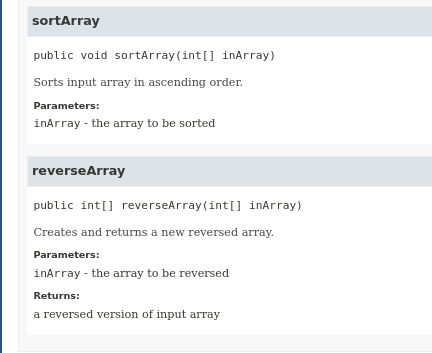 sortArray
public void sortArray(int[] inArray)
Sorts input array in ascending order.
Parameters:
inArray - the array to be sorted
reverseArray
public int[] reverseArray(int[] inArray)
Creates and returns a new reversed array.
Parameters:
inArray - the array to be reversed
Returns:
a reversed version of input array